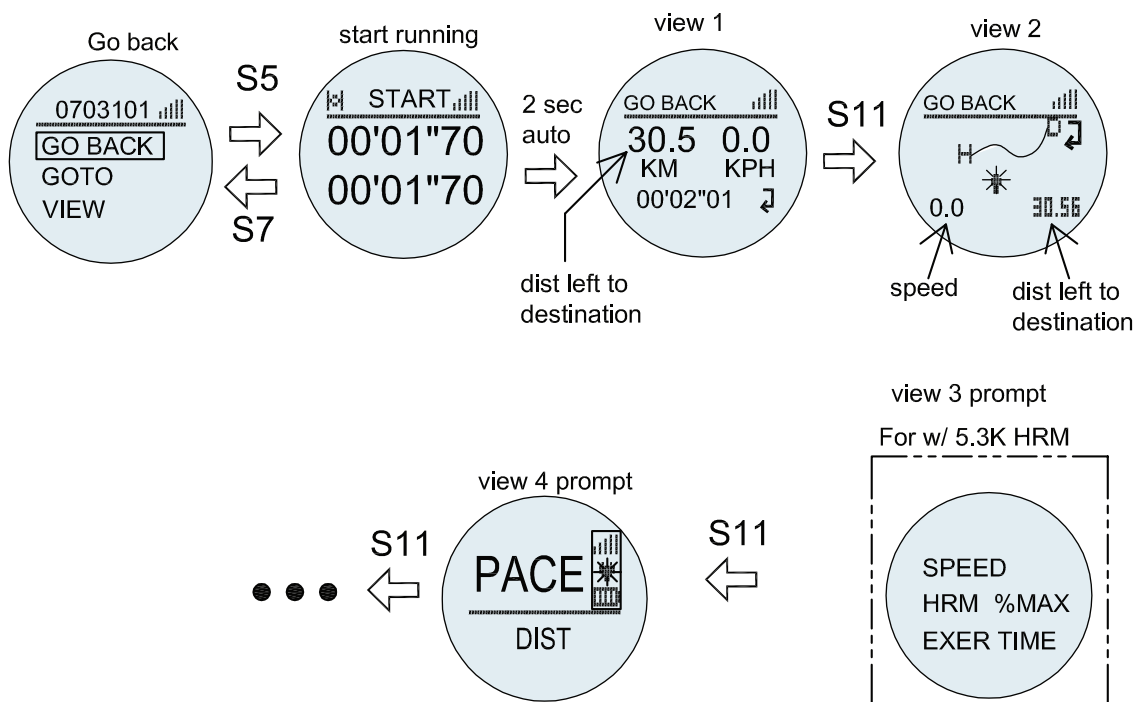 Go back
0703101
GO BACK
GOTO
VIEW
S5
S7
start running
START
00'01"70
00'01"70
2 sec
auto
view 1
GO BACK
30.5 0.0
KM KPH
00'02"01
dist left to
destination
S11
view 2
GO BACK
H
D
0.0 30.56
speed
dist left to
destination
view 3 prompt
For w/ 5.3K HRM
SPEED
HRM %MAX
EXER TIME
S11
view 4 prompt
PACE
DIST
S11